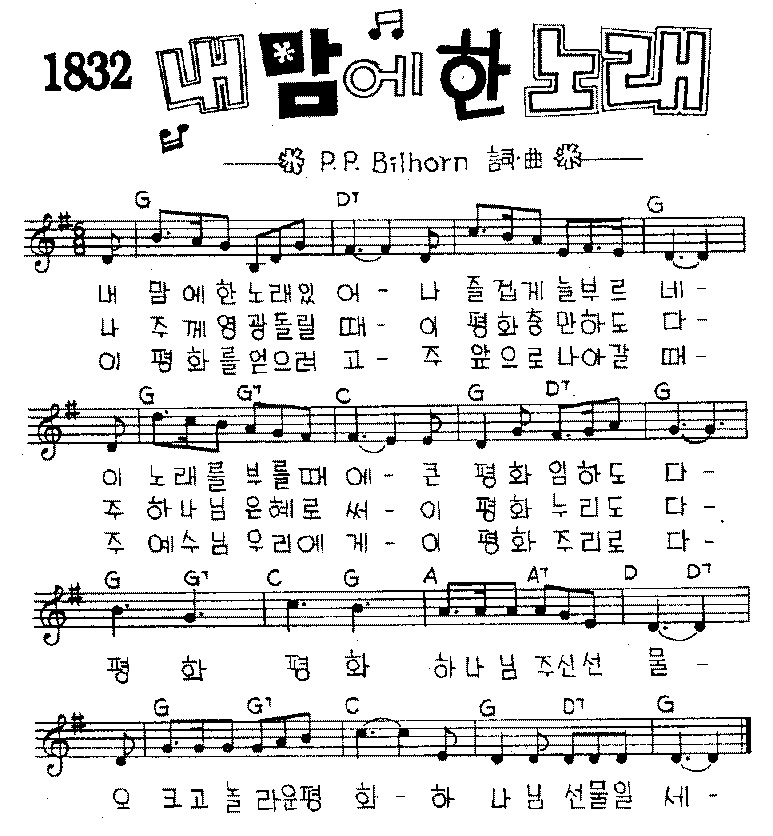 1832 내 맘에 한 노래
P.P. Bilhorn 詞·曲
G D7 G
내 맘 에 한 노 래 있 어 - 나 즐 겁 게 늘 부 르 네 -
나 주 께 영 광 돌 릴 때 - 이 평 화 충 만 하 도 다 -
이 평 화 를 얻 으 려 고 - 주 앞 으 로 나 아 갈 때 -
G G7 C G D7 G
이 노 래 를 부 를 때 에 - 큰 평 화 임 하 도 다 -
주 하 나 님 은 혜 로 써 - 이 평 화 누 리 도 다 -
주 예 수 님 우 리 에 게 - 이 평 화 주 리 로 다 -
G G7 C G A A7 D D7
평 화 평 화 하 나 님 주 신 선 물 -
G G7 C G D7 G
오 크 고 놀 라 운 평 화 - 하 나 님 선 물 일 세 -